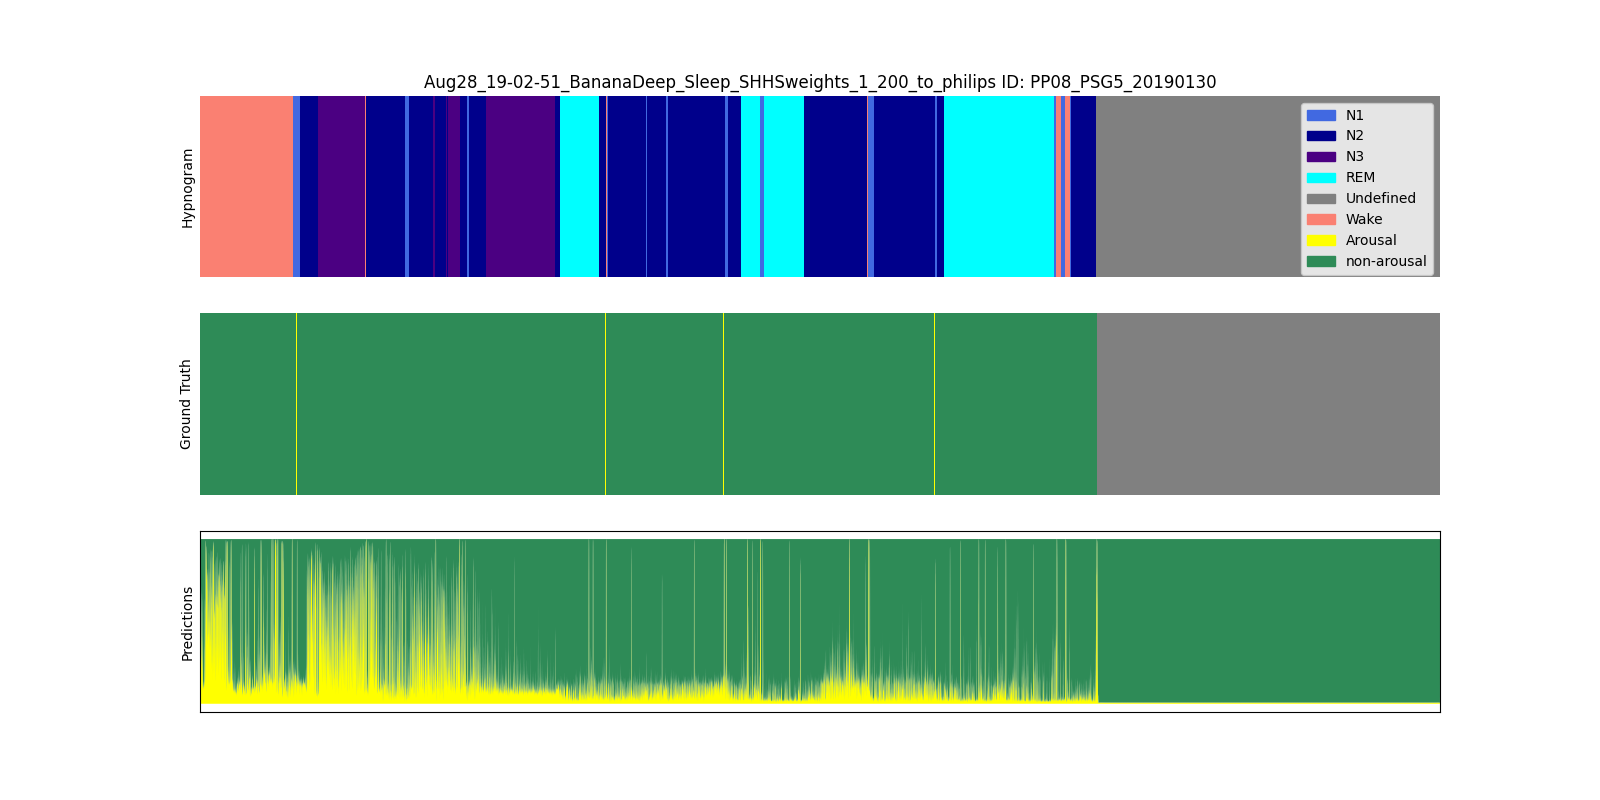 Aug28_19-02-51_BananaDeep_Sleep_SHHSweights_1_200_to_philips ID: PP08_PSG5_20190130
Hypnogram
N1
N2
N3
REM
Undefined
Wake
Arousal
non-arousal
Ground Truth
Predictions